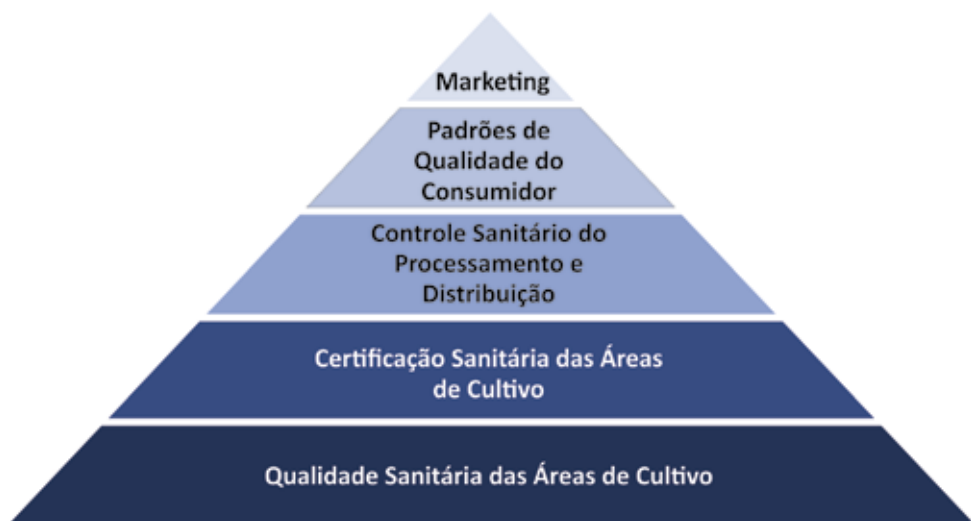 Marketing
Padrões de
Qualidade do
Consumidor
Controle Sanitário do
Processamento e
Distribuição
Certificação Sanitária das Áreas
de Cultivo
Qualidade Sanitária das Áreas de Cultivo